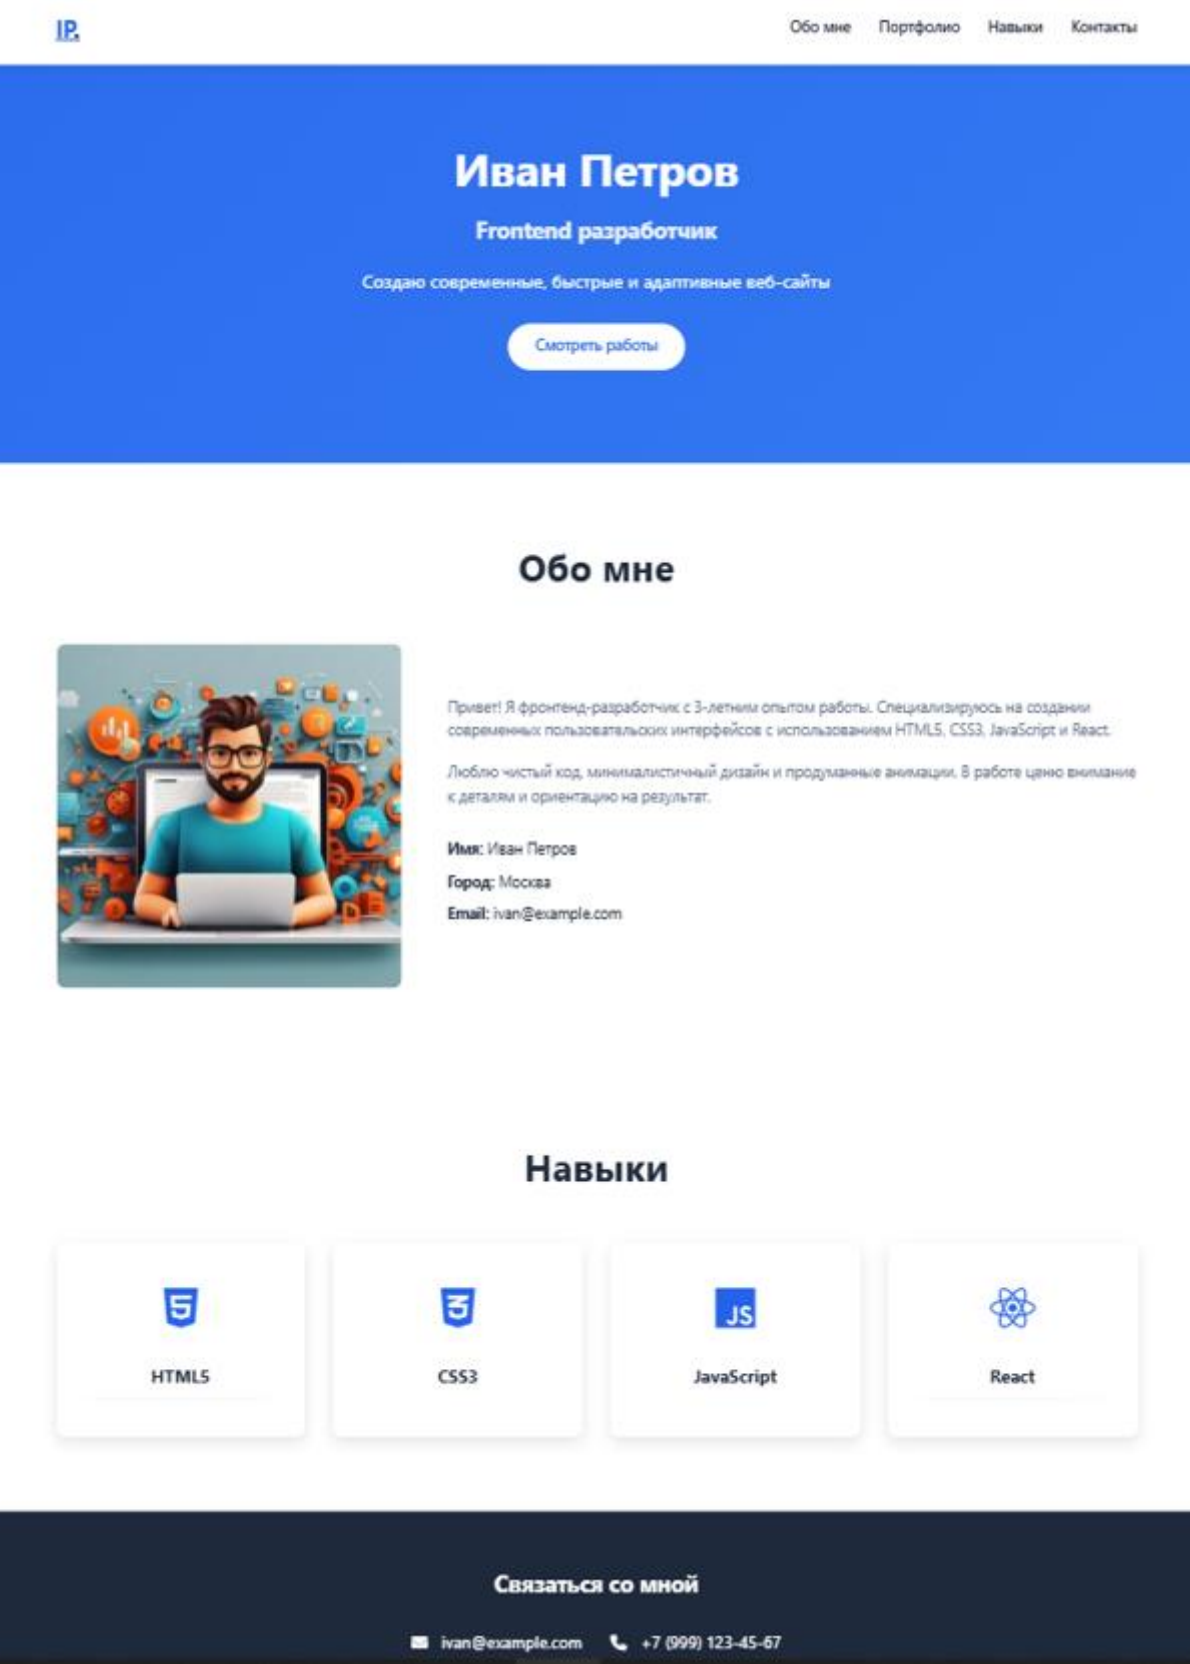 IP.
Обо мне Портфолио Навыки Контакты
Иван Петров
Frontend разработчик
Создаю современные, быстрые и адаптивные веб-сайты
Смотреть работы
Обо мне
Привет! Я фронтенд-разработчик с 3-летним опытом работы. Специализируюсь на создании
современных пользовательских интерфейсов с использованием HTML5, CSS3, JavaScript и React.
Люблю чистый код, минималистичный дизайн и продуманные анимации. В работе ценю внимание
к деталям и ориентацию на результат.
Имя: Иван Петров
Город: Москва
Email: ivan@example.com
Навыки
HTML5
CSS3
JS
JavaScript
React
Связаться со мной
ivan@example.com +7 (999) 123-45-67